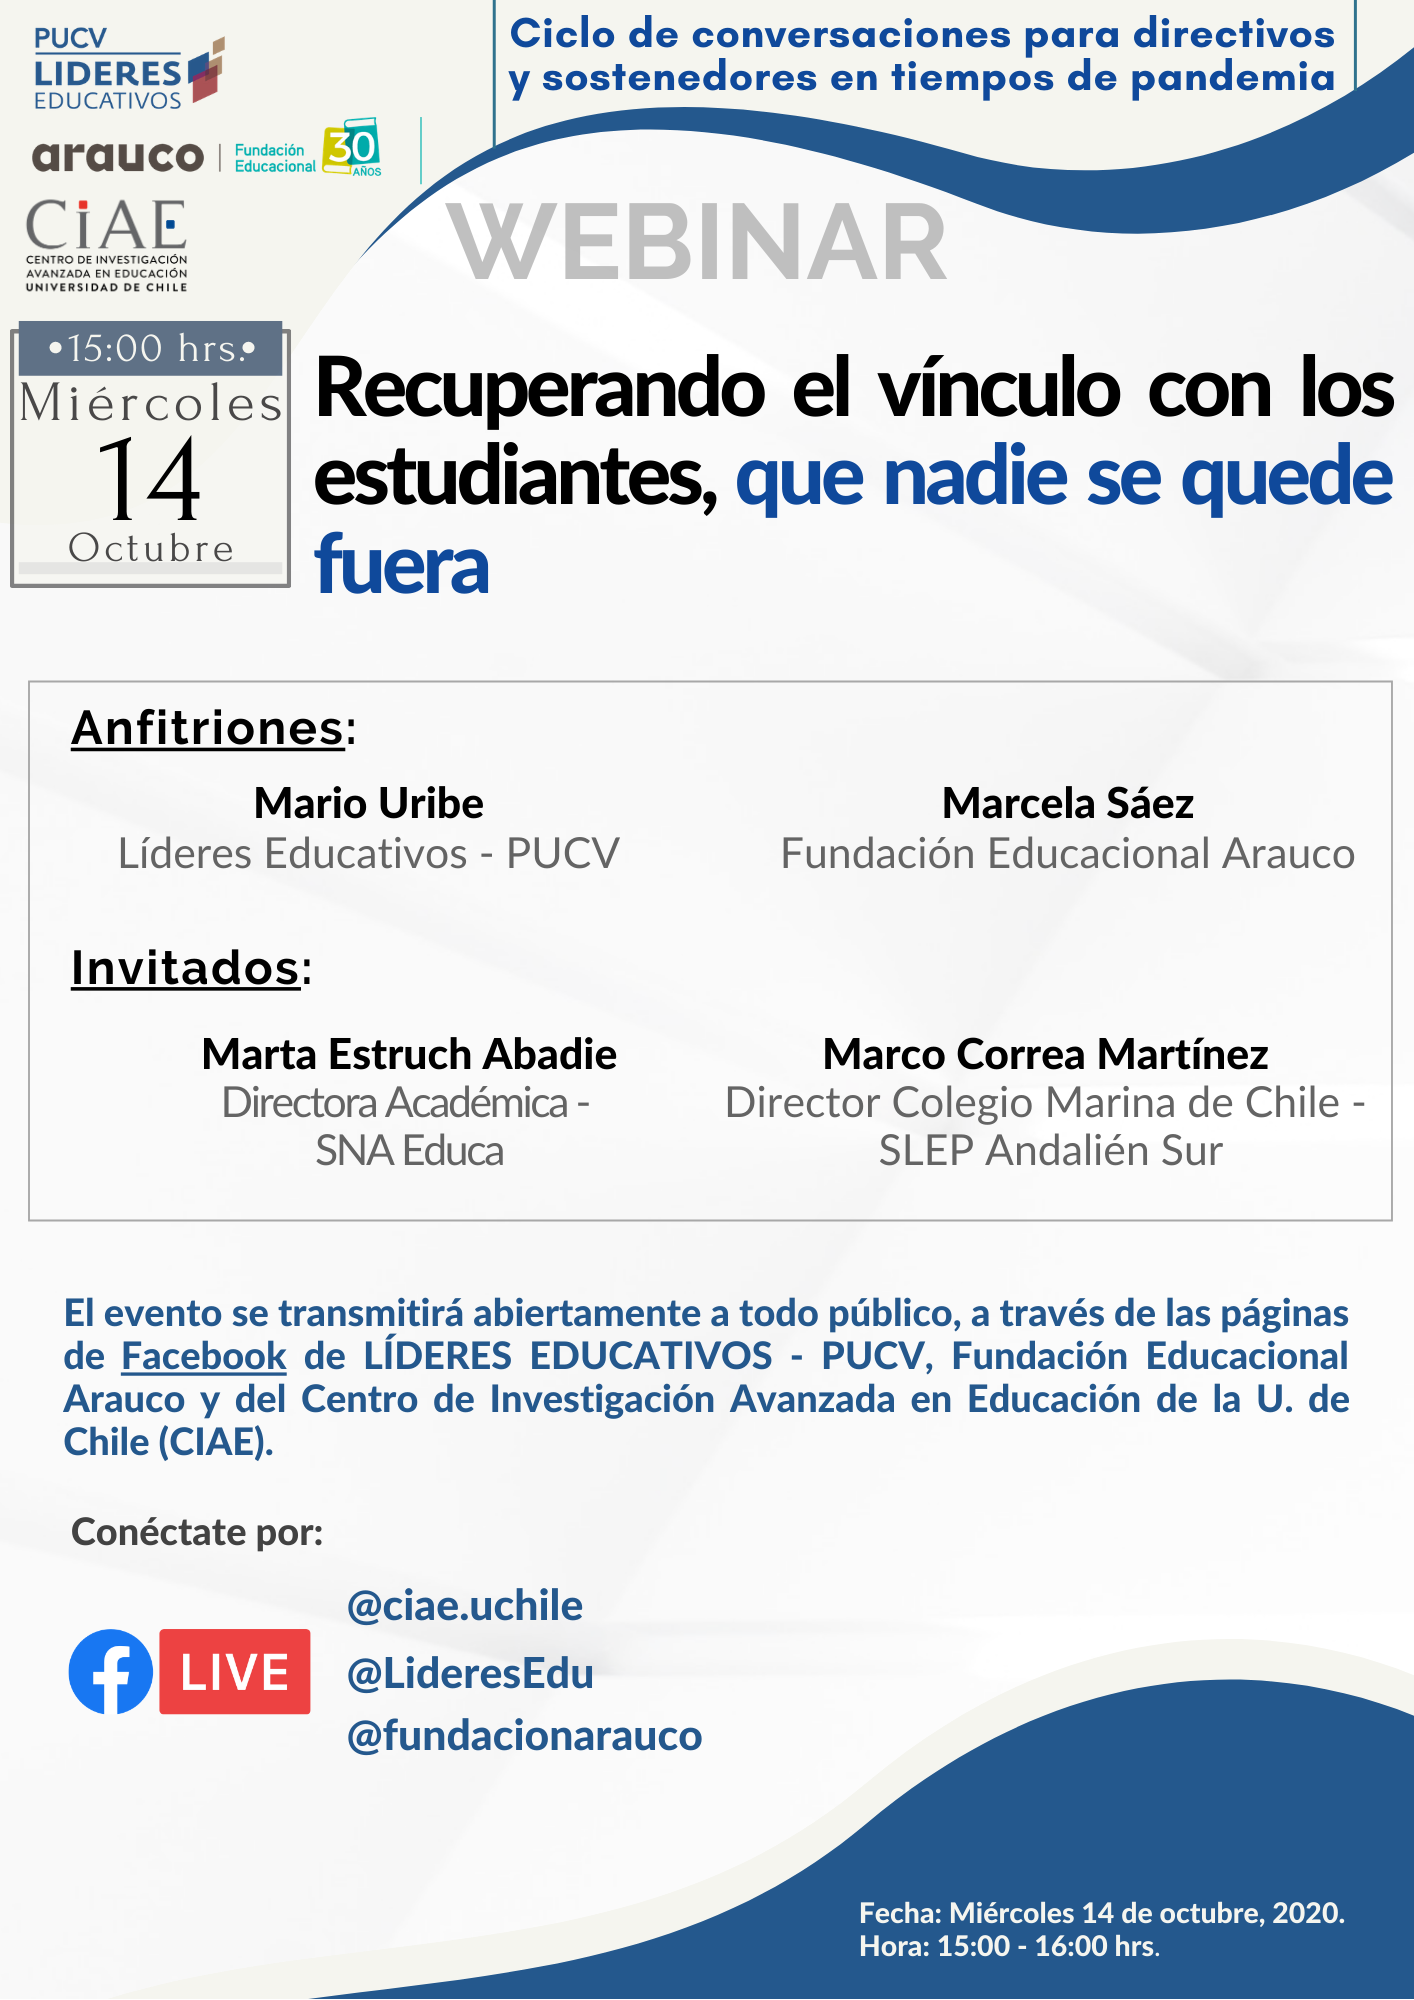 PUCV
LIDERES
EDUCATIVOS
arauco
Fundación
Educacional
30
AÑOS
CiAE
CENTRO DE INVESTIGACIÓN
AVANZADA EN EDUCACIÓN
UNIVERSIDAD DE CHILE
Ciclo de conversaciones para directivos
y sostenedores en tiempos de pandemia
WEBINAR
•15:00 hrs.•
Miércoles
14
Octubre
Recuperando el vínculo con los
estudiantes, que nadie se quede
fuera
Anfitriones:
Mario Uribe
Líderes Educativos - PUCV
Marcela Sáez
Fundación Educacional Arauco
Invitados:
Marta Estruch Abadie
Directora Académica -
SNA Educa
Marco Correa Martínez
Director Colegio Marina de Chile -
SLEP Andalién Sur
El evento se transmitirá abiertamente a todo público, a través de las páginas
de Facebook de LÍDERES EDUCATIVOS - PUCV, Fundación Educacional
Arauco y del Centro de Investigación Avanzada en Educación de la U. de
Chile (CIAE).
Conéctate por:
LIVE
@ciae.uchile
@LideresEdu
@fundacionarauco
Fecha: Miércoles 14 de octubre, 2020.
Hora: 15:00 - 16:00 hrs.